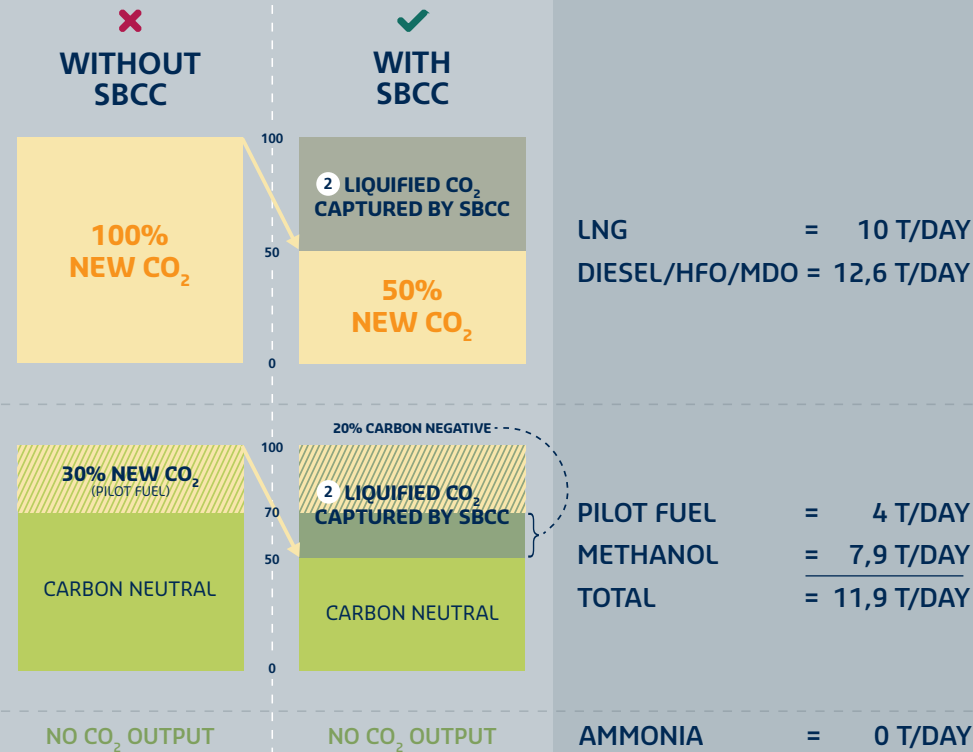 WITHOUT
SBCC
WITH
SBCC
100
50
0
100%
NEW CO₂
2 LIQUIFIED CO₂
CAPTURED BY SBCC
50%
NEW CO₂
LNG = 10 T/DAY
DIESEL/HFO/MDO = 12,6 T/DAY
20% CARBON NEGATIVE
100
70
50
0
30% NEW CO₂
(PILOT FUEL)
CARBON NEUTRAL
2 LIQUIFIED CO₂
CAPTURED BY SBCC
CARBON NEUTRAL
PILOT FUEL = 4 T/DAY
METHANOL = 7,9 T/DAY
TOTAL = 11,9 T/DAY
NO CO₂ OUTPUT
NO CO₂ OUTPUT
AMMONIA = 0 T/DAY